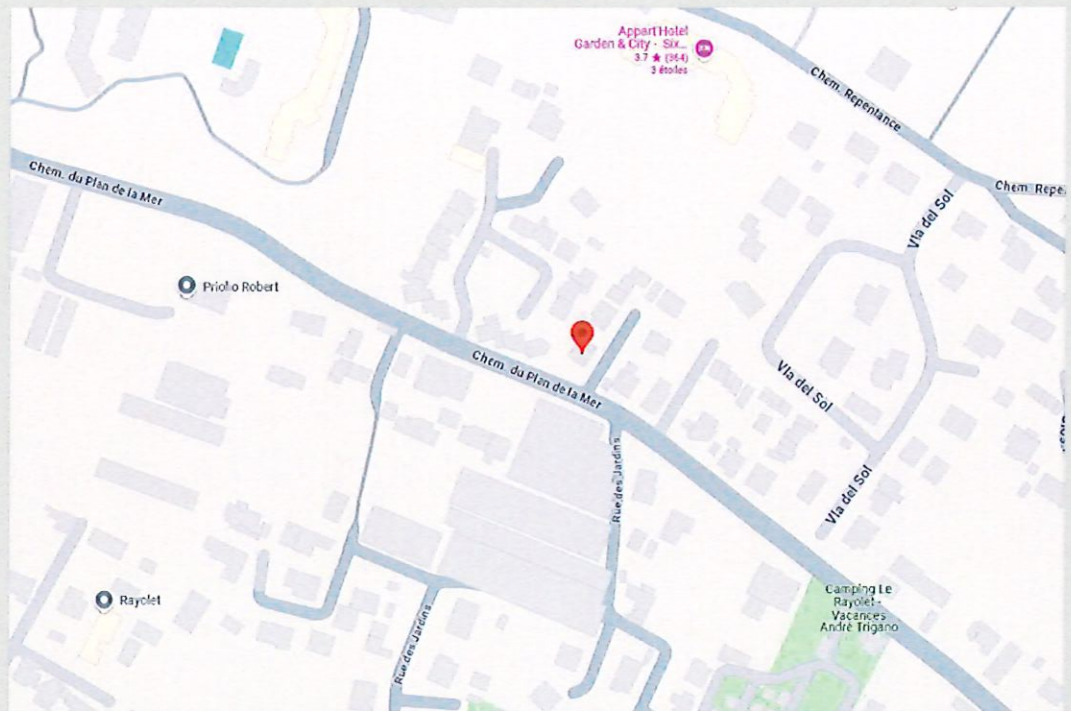 Appart'Hotel
Garden & City - Six...
3.7 ★ (364)
3 étoiles
Chem. Repentance
Chem. Repe
Chem. du Plan de la Mer
Via del Sol
Priolio Robert
Chem. du Plan de la Mer
Via del Sol
Rue des Jardins
Via del Sol
Camping Le
Rayolet -
Vacances
André Trigano
Rayolet
Rue des Jardins